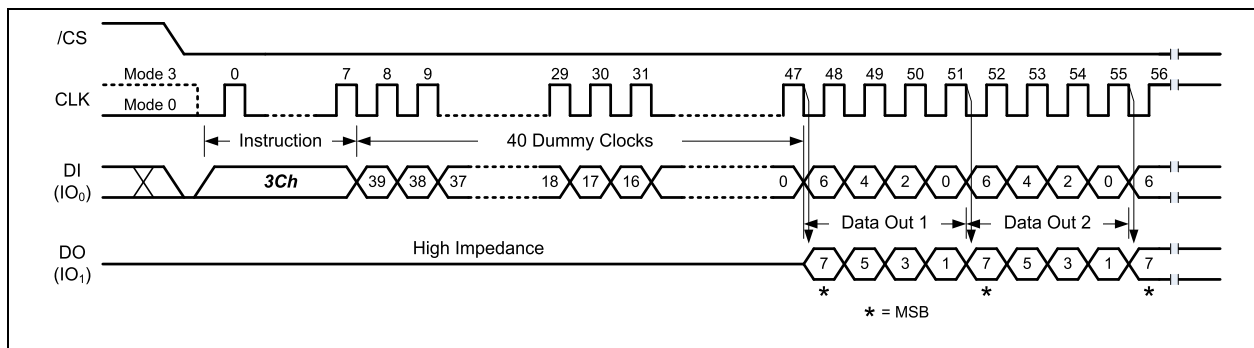 /CS
0 7 8 9 29 30 31 47 48 49 50 51 52 53 54 55 56
Mode 3
CLK
Mode 0
Instruction 40 Dummy Clocks
DI
(IO0)
3Ch 39 38 37 18 17 16 0 6 4 2 0 6 4 2 0 6
Data Out 1 Data Out 2
High Impedance
DO
(IO1)
7 5 3 1 7 5 3 1 7
* * *
* = MSB